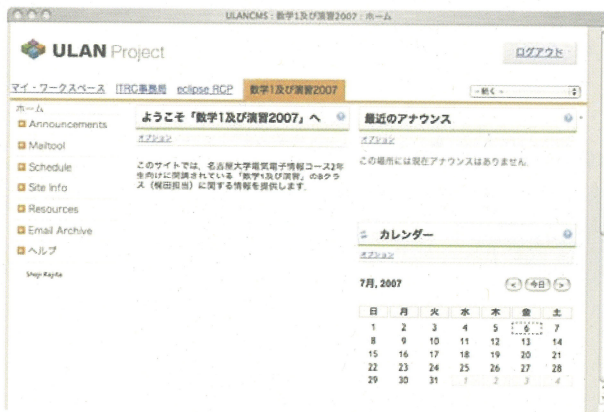 ULANCMS : 数学1及び演習2007 : ホーム
ULAN Project
ログアウト
マイ・ワークスペース ITRC事務局 eclipse RCP 数学1及び演習2007
- 続く -
ホーム
Announcements
Mailtool
Schedule
Site Info
Resources
Email Archive
ヘルプ
Shoji Kajita
ようこそ「数学1及び演習2007」へ
オプション
このサイトでは，名古屋大学電気電子情報コース2年
生向けに開講されている「数学1及び演習」のBクラ
ス（梶田担当）に関する情報を提供します．
最近のアナウンス
オプション
この場所には現在アナウンスはありません
カレンダー
オプション
7月, 2007
< 今日 >
日 月 火 水 木 金 土
1 2 3 4 5 6 7
8 9 10 11 12 13 14
15 16 17 18 19 20 21
22 23 24 25 26 27 28
29 30 31 1 2 3 4